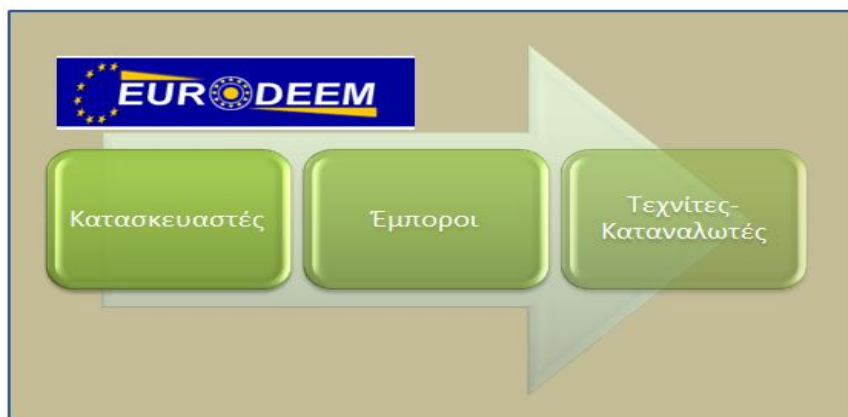 EURODEEM
Κατασκευαστές
Έμποροι
Τεχνίτες-
Καταναλωτές